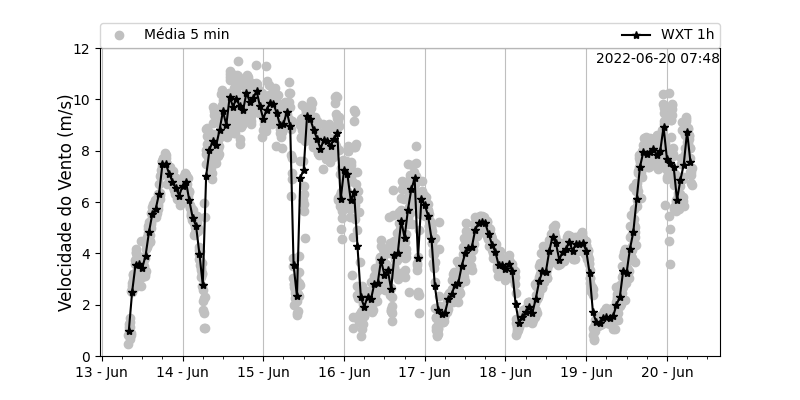 Média 5 min
WXT 1h
2022-06-20 07:48
Velocidade do Vento (m/s)
12
10
8
6
4
2
0
13 - Jun
14 - Jun
15 - Jun
16 - Jun
17 - Jun
18 - Jun
19 - Jun
20 - Jun